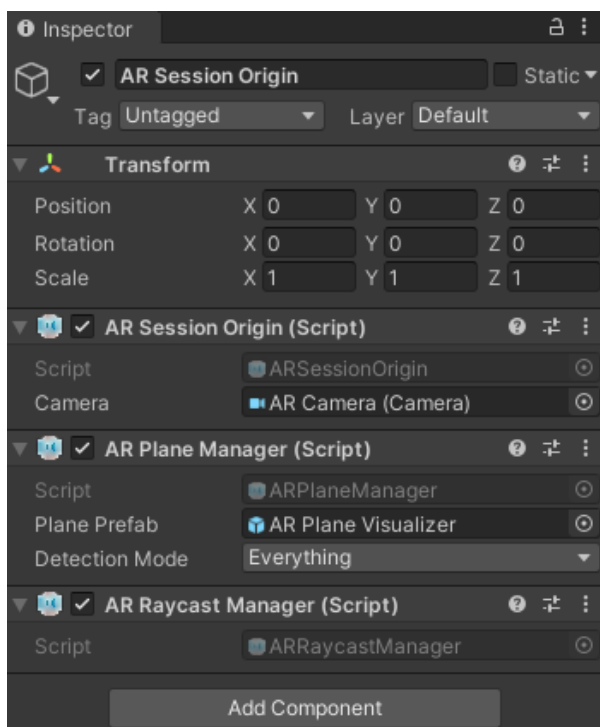 Inspector
AR Session Origin Static
Tag Untagged Layer Default
Transform
Position X 0 Y 0 Z 0
Rotation X 0 Y 0 Z 0
Scale X 1 Y 1 Z 1
AR Session Origin (Script)
Script ARSessionOrigin
Camera AR Camera (Camera)
AR Plane Manager (Script)
Script ARPlaneManager
Plane Prefab AR Plane Visualizer
Detection Mode Everything
AR Raycast Manager (Script)
Script ARRaycastManager
Add Component